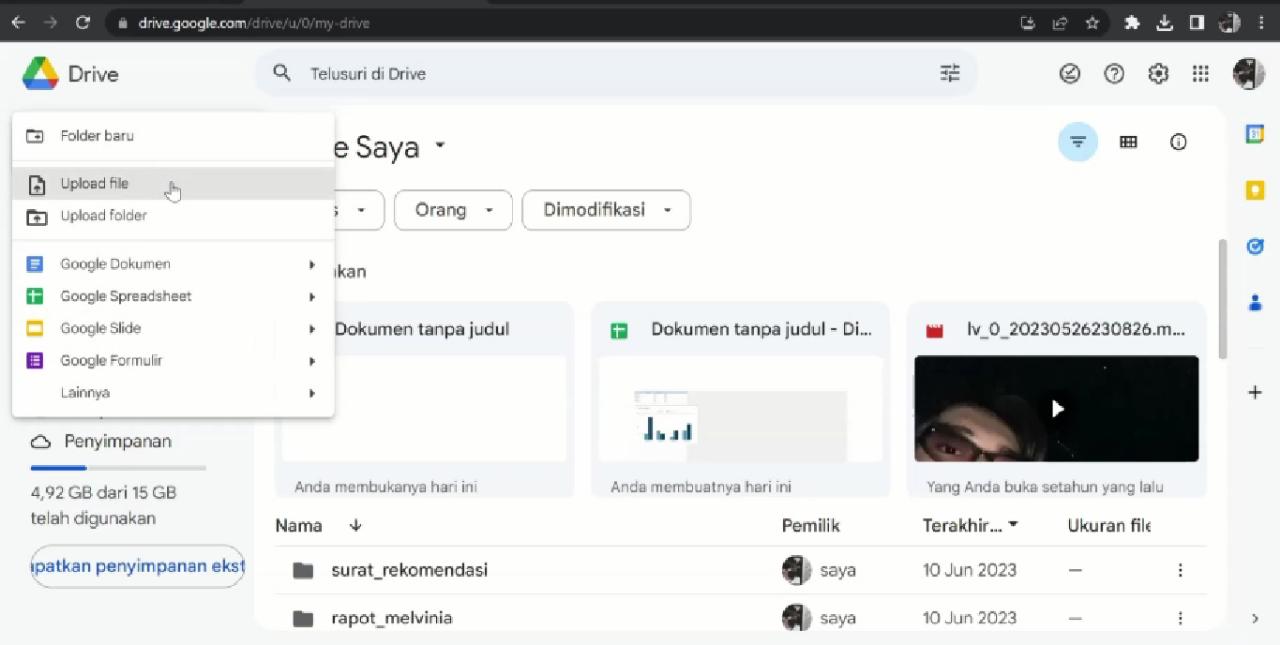 drive.google.com/drive/u/0/my-drive
Drive
Telusuri di Drive
Folder baru
Upload file
Upload folder
Google Dokumen
Google Spreadsheet
Google Slide
Google Formulir
Lainnya
Penyimpanan
4,92 GB dari 15 GB
telah digunakan
patkan penyimpanan ekst
e Saya
Orang
Dimodifikasi
kan
Dokumen tanpa judul
Dokumen tanpa judul - Di...
lv_0_20230526230826.m...
Anda membukanya hari ini
Anda membuatnya hari ini
Yang Anda buka setahun yang lalu
Nama Pemilik Terakhir... Ukuran file
surat_rekomendasi saya 10 Jun 2023 —
rapot_melvinia saya 10 Jun 2023 —